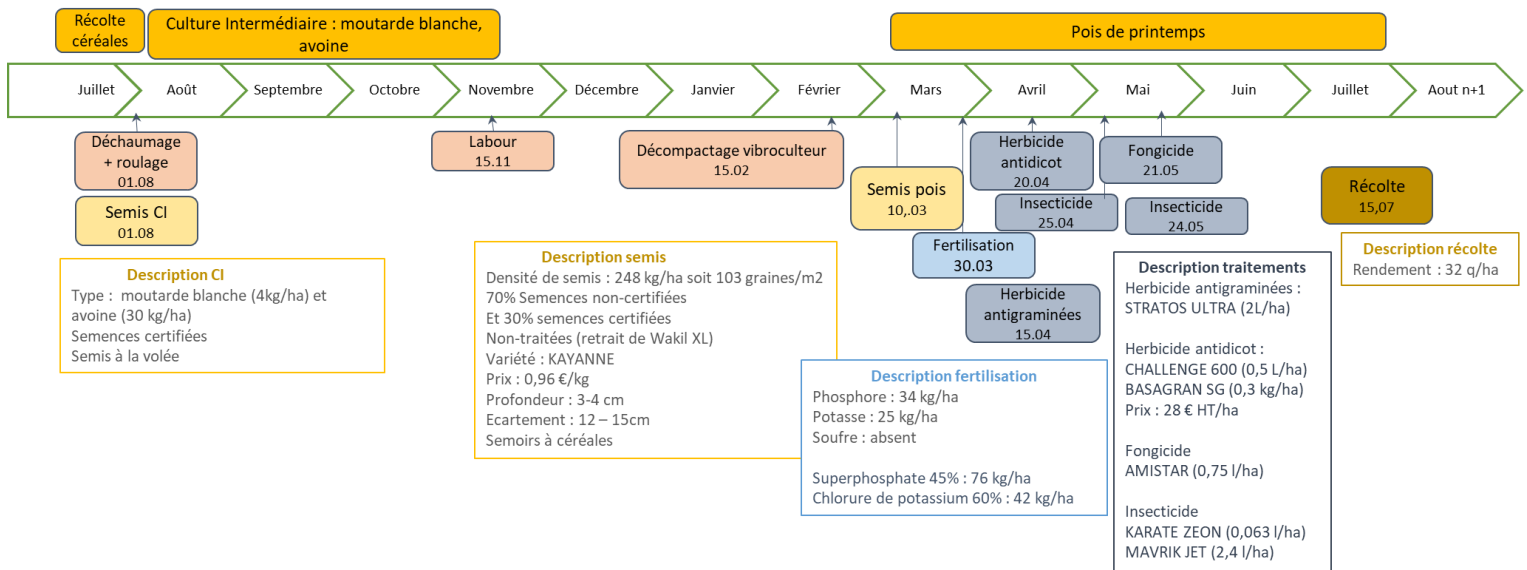 Récolte
céréales
Culture Intermédiaire : moutarde blanche,
avoine
Pois de printemps
Juillet
Août
Septembre
Octobre
Novembre
Décembre
Janvier
Février
Mars
Avril
Mai
Juin
Juillet
Aout n+1
Déchaumage
+ roulage
01.08
Semis CI
01.08
Labour
15.11
Décompactage vibroculteur
15.02
Semis pois
10,.03
Fertilisation
30.03
Herbicide
antidicot
20.04
Insecticide
25.04
Herbicide
antigraminées
15.04
Fongicide
21.05
Insecticide
24.05
Récolte
15,07
Description CI
Type :  moutarde blanche (4kg/ha) et
avoine (30 kg/ha)
Semences certifiées
Semis à la volée
Description semis
Densité de semis : 248 kg/ha soit 103 graines/m2
70% Semences non-certifiées
Et 30% semences certifiées
Non-traitées (retrait de Wakil XL)
Variété : KAYANNE
Prix : 0,96 €/kg
Profondeur : 3-4 cm
Ecartement : 12 – 15cm
Semoirs à céréales
Description fertilisation
Phosphore : 34 kg/ha
Potasse : 25 kg/ha
Soufre : absent
Superphosphate 45% : 76 kg/ha
Chlorure de potassium 60% : 42 kg/ha
Description traitements
Herbicide antigraminées :
STRATOS ULTRA (2L/ha)
Herbicide antidicot :
CHALLENGE 600 (0,5 L/ha)
BASAGRAN SG (0,3 kg/ha)
Prix : 28 € HT/ha
Fongicide
AMISTAR (0,75 l/ha)
Insecticide
KARATE ZEON (0,063 l/ha)
MAVRIK JET (2,4 l/ha)
Description récolte
Rendement : 32 q/ha